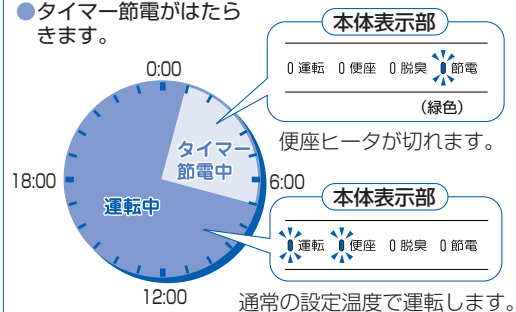 ●タイマー節電がはたら
きます。
本体表示部
運転 便座 脱臭 節電
(緑色)
便座ヒータが切れます。
0:00
タイマー
節電中
18:00
6:00
運転中
12:00
本体表示部
運転 便座 脱臭 節電
通常の設定温度で運転します。